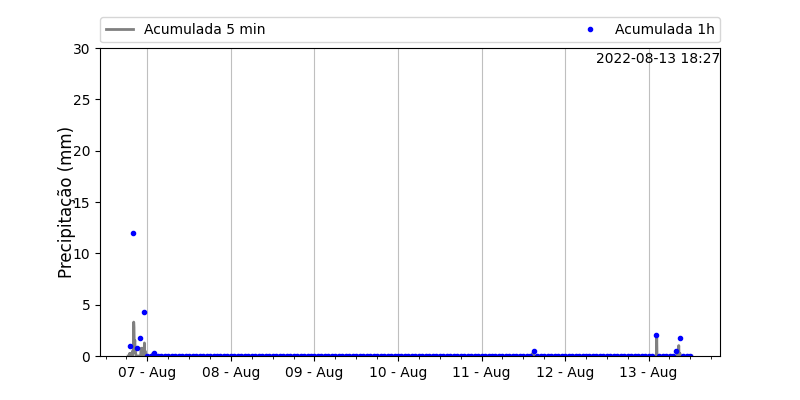 Acumulada 5 min
Acumulada 1h
2022-08-13 18:27
Precipitação (mm)
30
25
20
15
10
5
0
07 - Aug
08 - Aug
09 - Aug
10 - Aug
11 - Aug
12 - Aug
13 - Aug